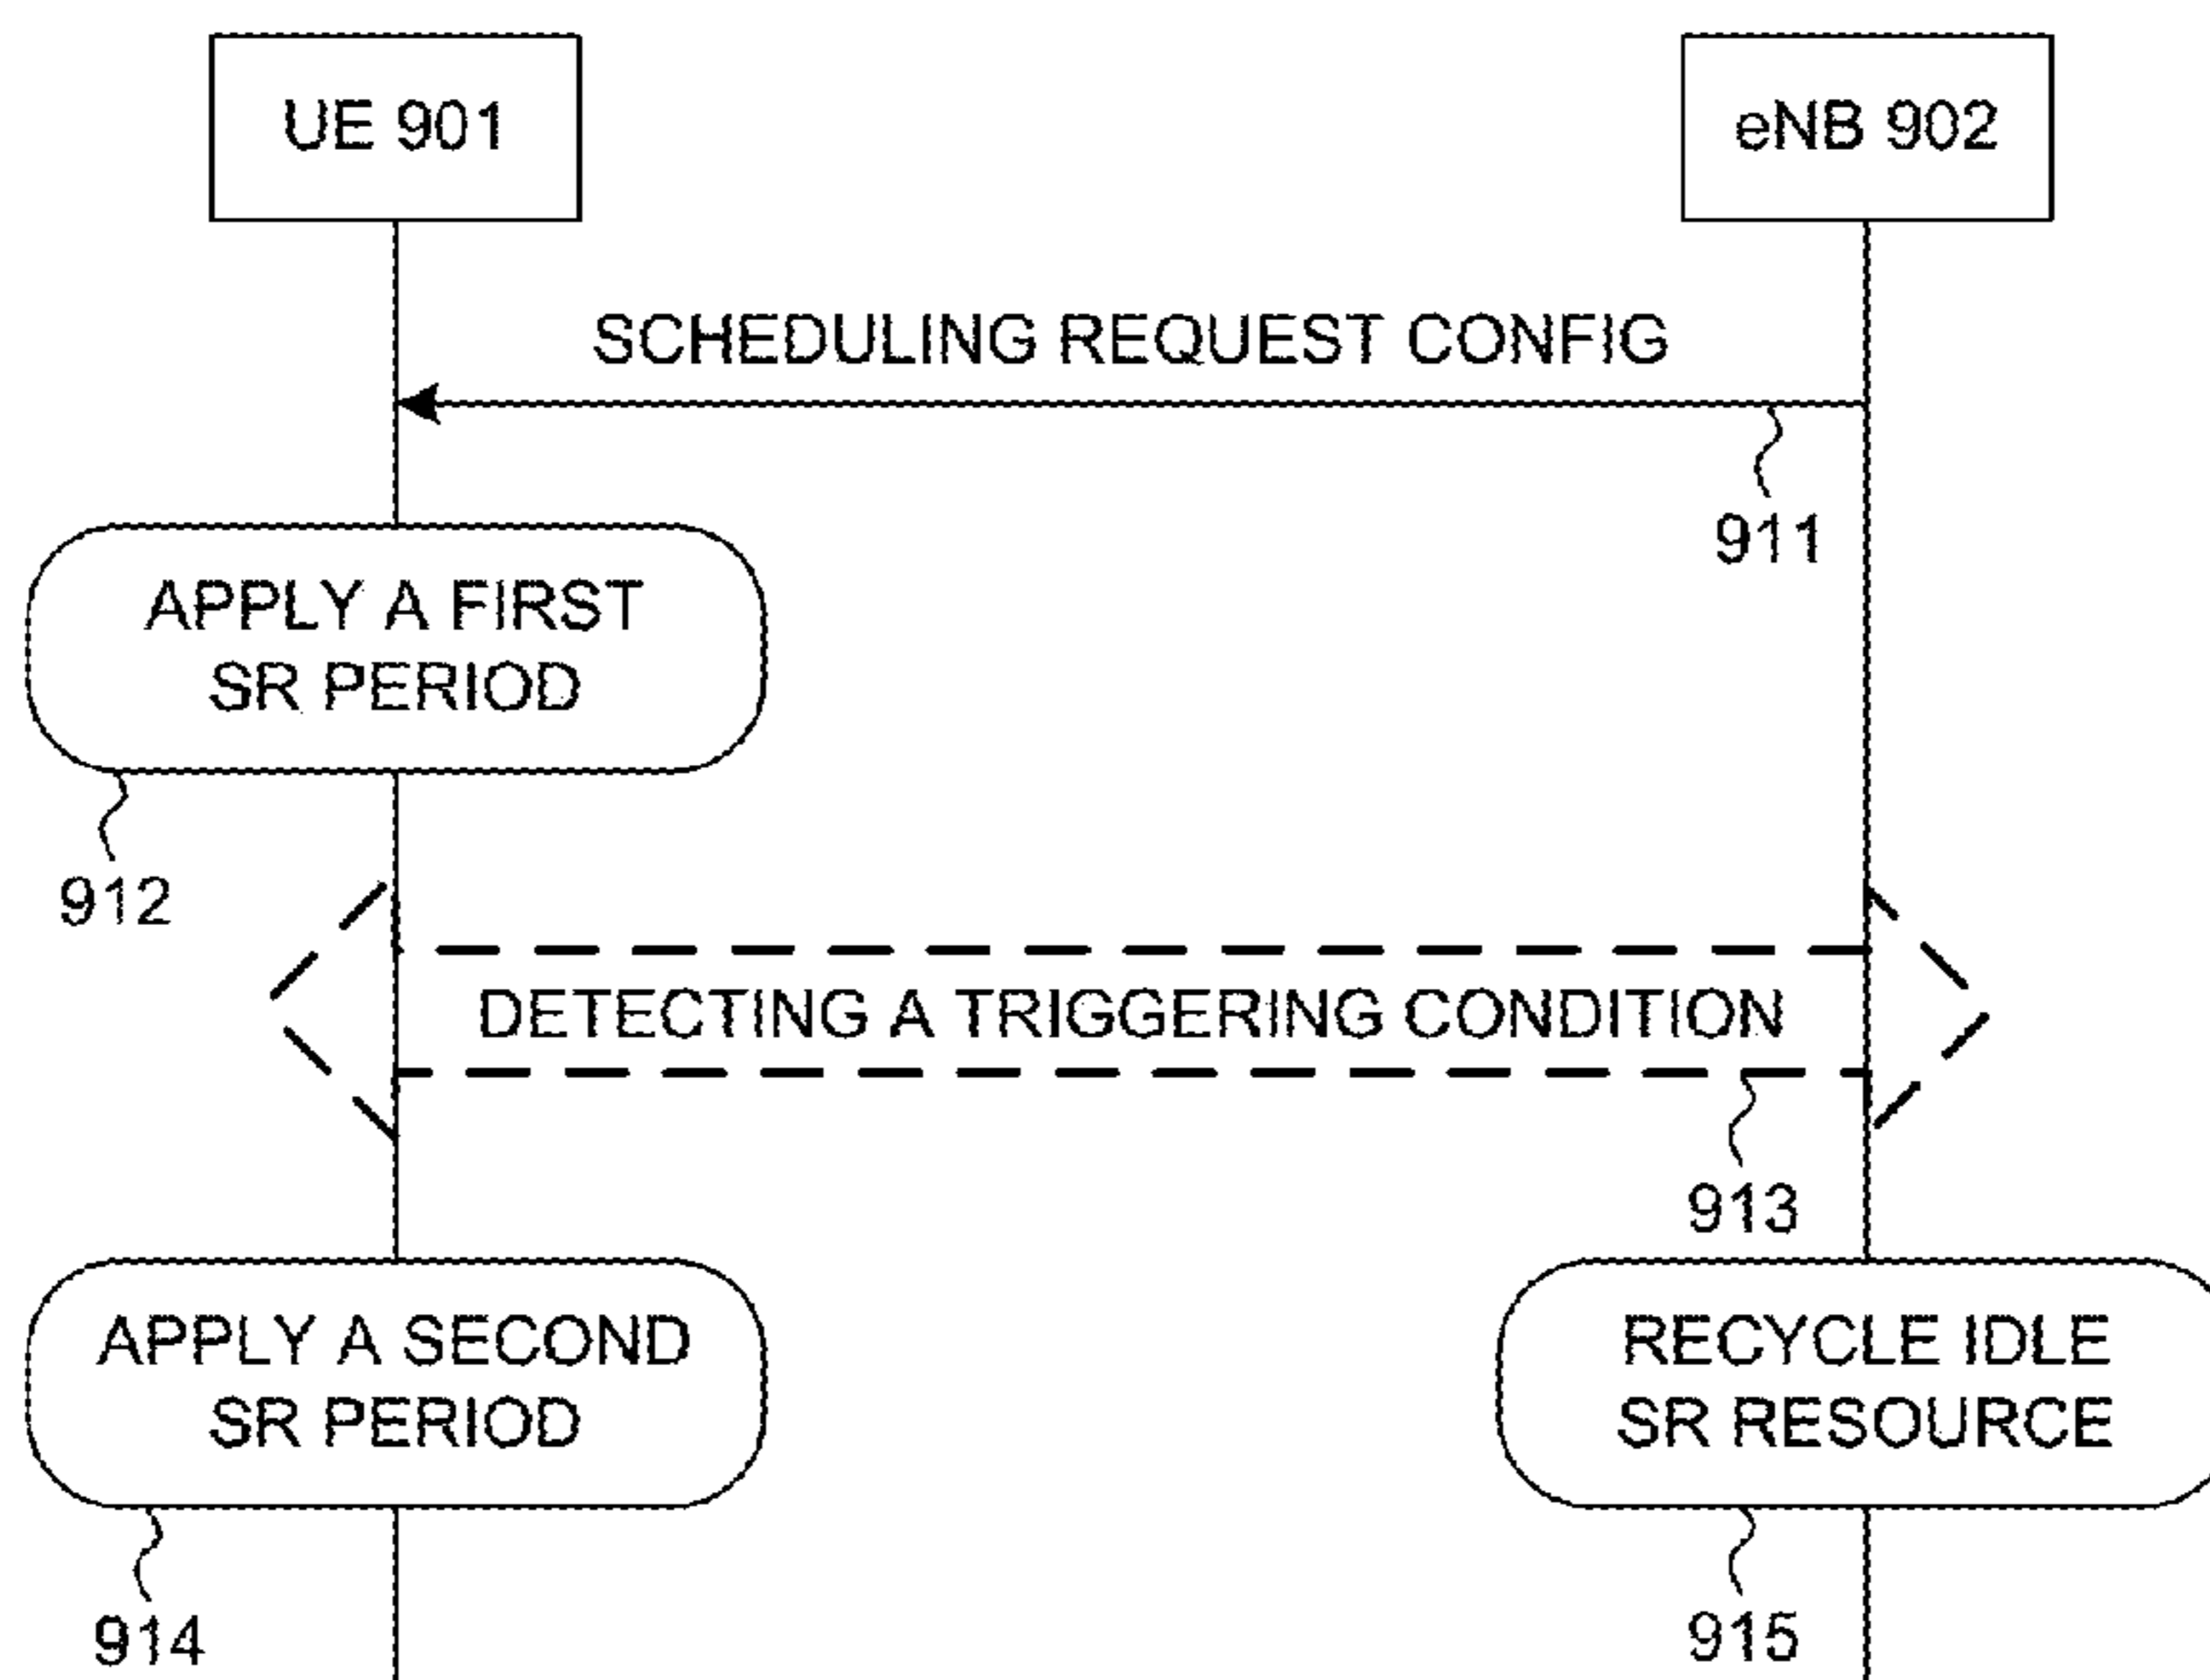 UE 901
eNB 902
SCHEDULING REQUEST CONFIG
911
APPLY A FIRST
SR PERIOD
912
DETECTING A TRIGGERING CONDITION
913
APPLY A SECOND
SR PERIOD
RECYCLE IDLE
SR RESOURCE
914
915